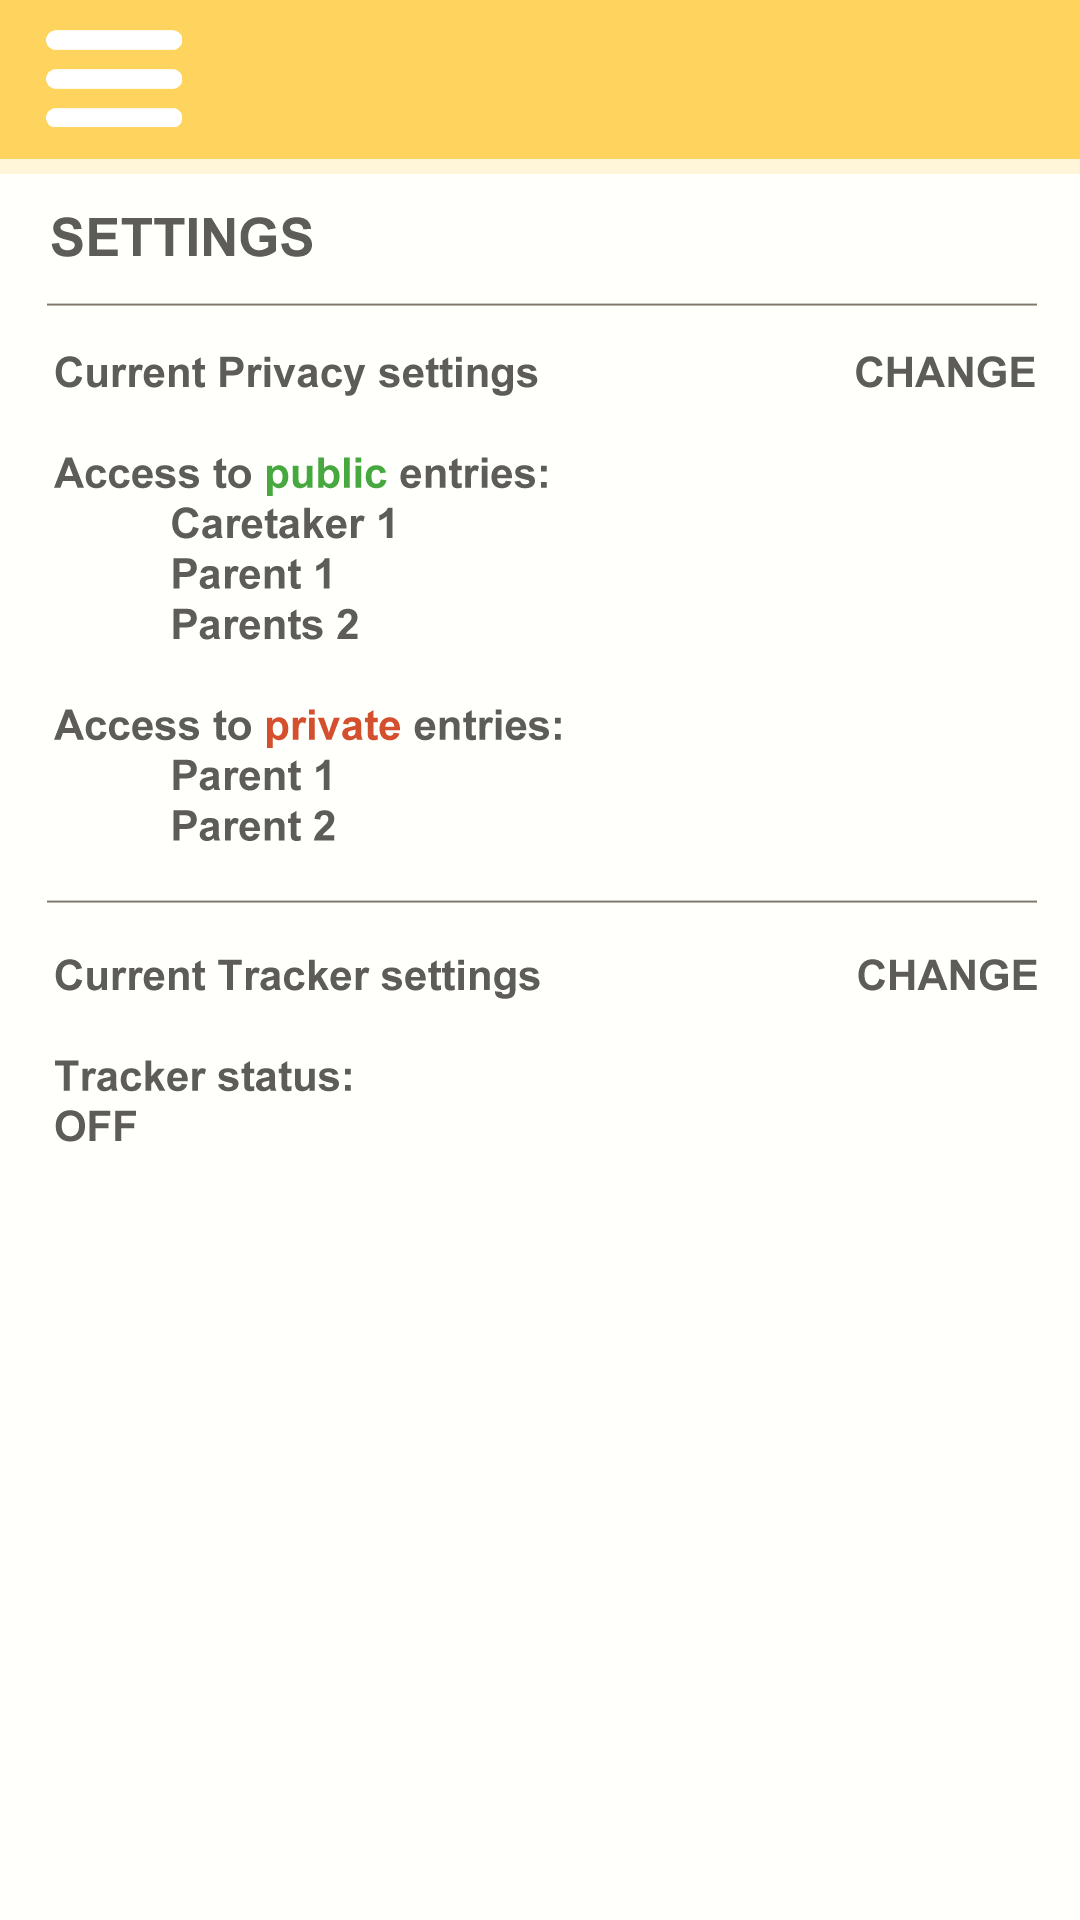 SETTINGS
Current Privacy settings CHANGE
Access to public entries:
Caretaker 1
Parent 1
Parents 2
Access to private entries:
Parent 1
Parent 2
Current Tracker settings CHANGE
Tracker status:
OFF